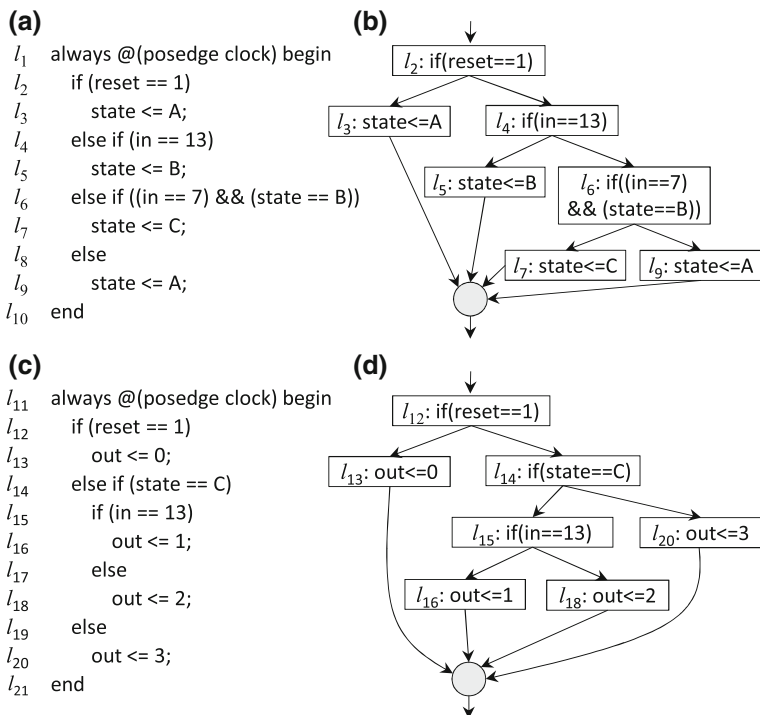 (a)
l1 always @(posedge clock) begin
l2 if (reset == 1)
l3 state <= A;
l4 else if (in == 13)
l5 state <= B;
l6 else if ((in == 7) && (state == B))
l7 state <= C;
l8 else
l9 state <= A;
l10 end
(b)
l2: if(reset==1)
l3: state<=A
l4: if(in==13)
l5: state<=B
l6: if((in==7)
&& (state==B))
l7: state<=C
l9: state<=A
(c)
l11 always @(posedge clock) begin
l12 if (reset == 1)
l13 out <= 0;
l14 else if (state == C)
l15 if (in == 13)
l16 out <= 1;
l17 else
l18 out <= 2;
l19 else
l20 out <= 3;
l21 end
(d)
l12: if(reset==1)
l13: out<=0
l14: if(state==C)
l15: if(in==13)
l20: out<=3
l16: out<=1
l18: out<=2